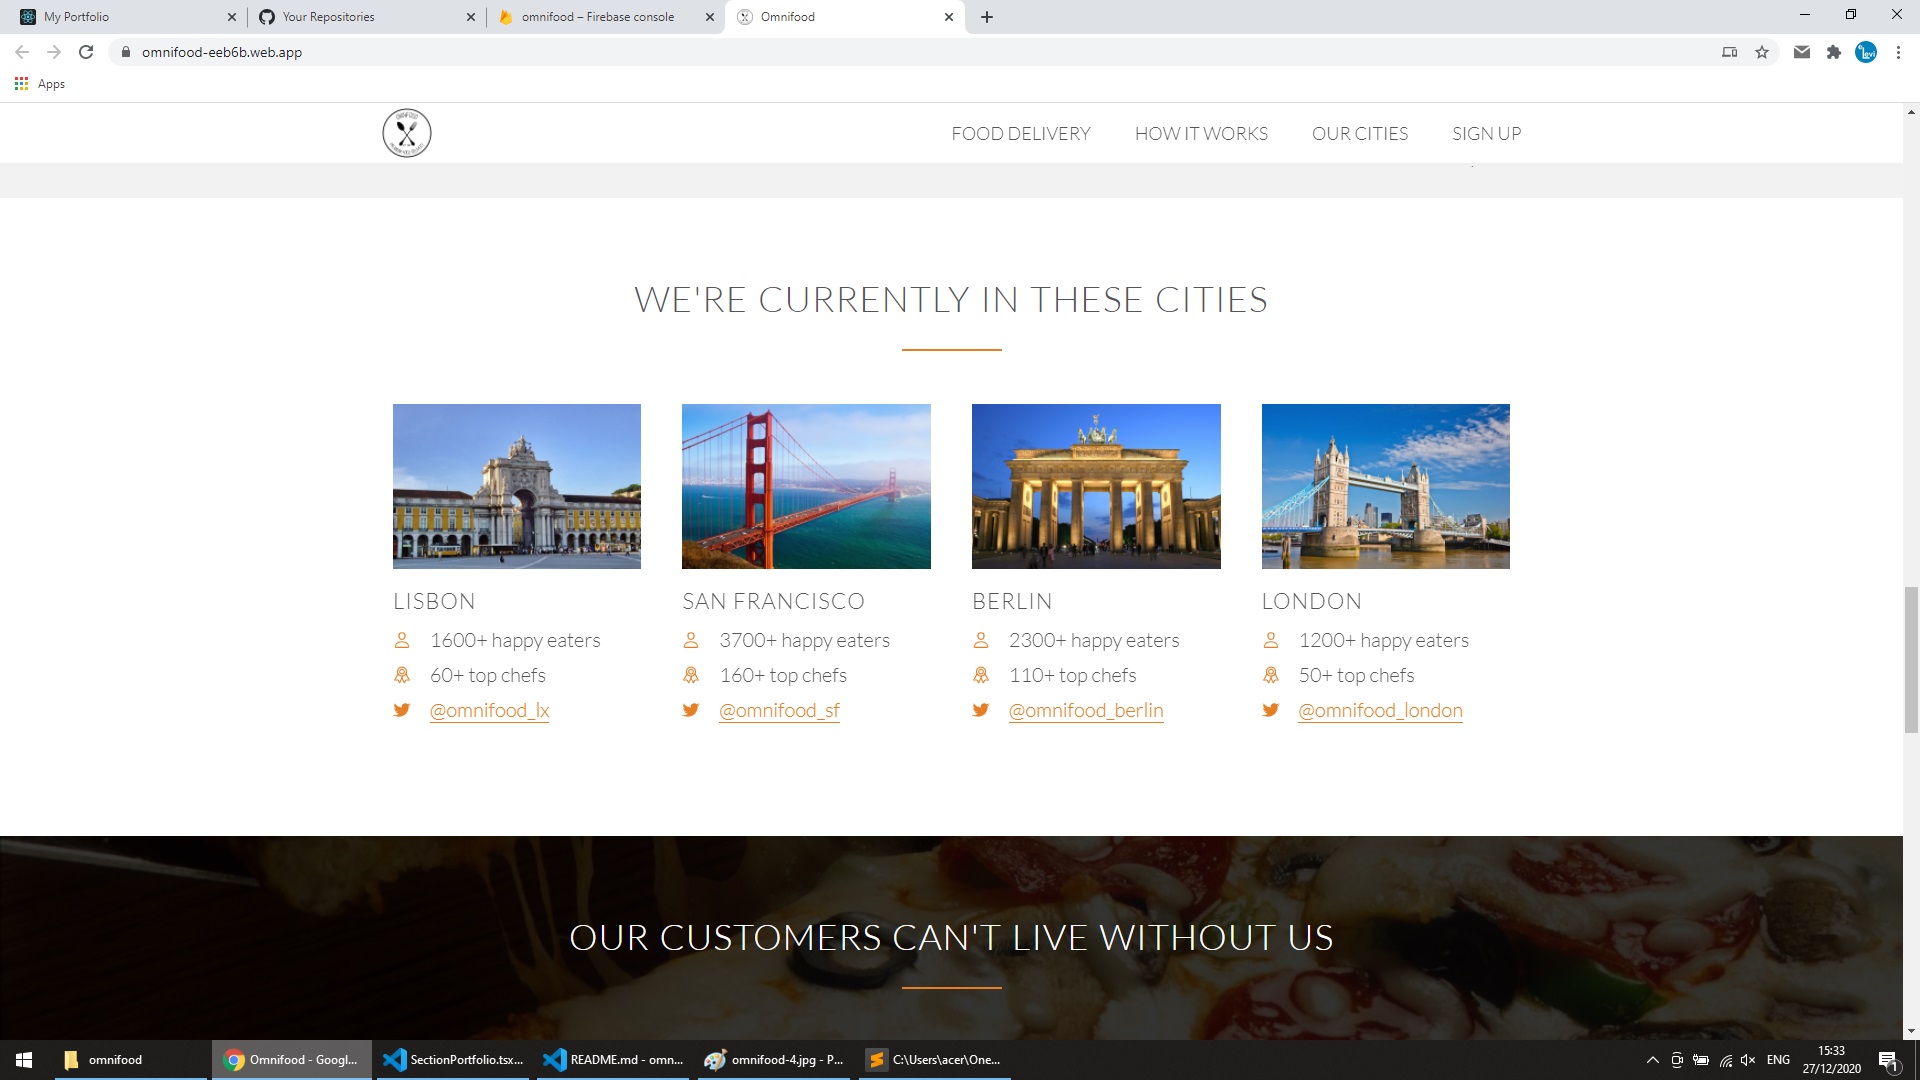 My Portfolio
Your Repositories
omnifood – Firebase console
Omnifood
omnifood-eeb6b.web.app
Apps
FOOD DELIVERY
HOW IT WORKS
OUR CITIES
SIGN UP
WE'RE CURRENTLY IN THESE CITIES
LISBON
1600+ happy eaters
60+ top chefs
@omnifood_lx
SAN FRANCISCO
3700+ happy eaters
160+ top chefs
@omnifood_sf
BERLIN
2300+ happy eaters
110+ top chefs
@omnifood_berlin
LONDON
1200+ happy eaters
50+ top chefs
@omnifood_london
OUR CUSTOMERS CAN'T LIVE WITHOUT US
omnifood
Omnifood - Googl...
SectionPortfolio.tsx...
README.md - omn...
omnifood-4.jpg - P...
C:\Users\acer\One...
ENG
15:33
27/12/2020
1